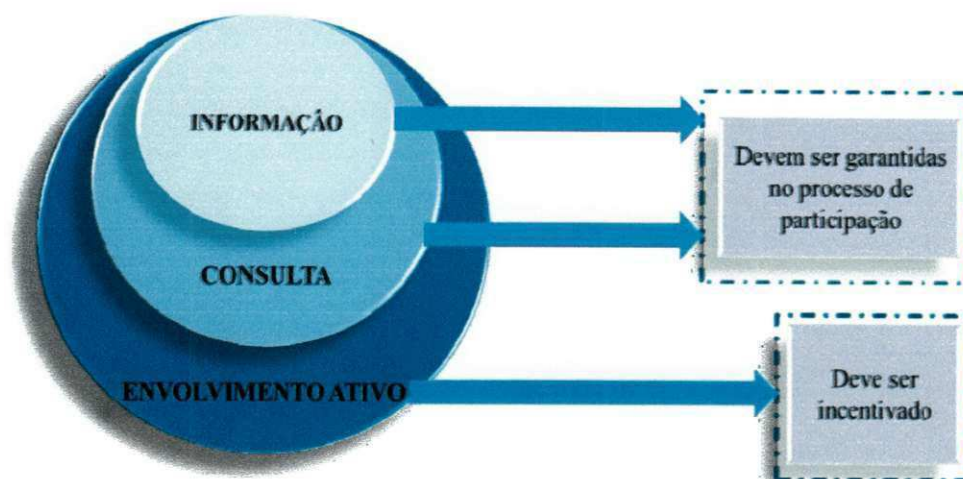 INFORMAÇÃO
CONSULTA
ENVOLVIMENTO ATIVO
Devem ser garantidas
no processo de
participação
Deve ser
incentivado